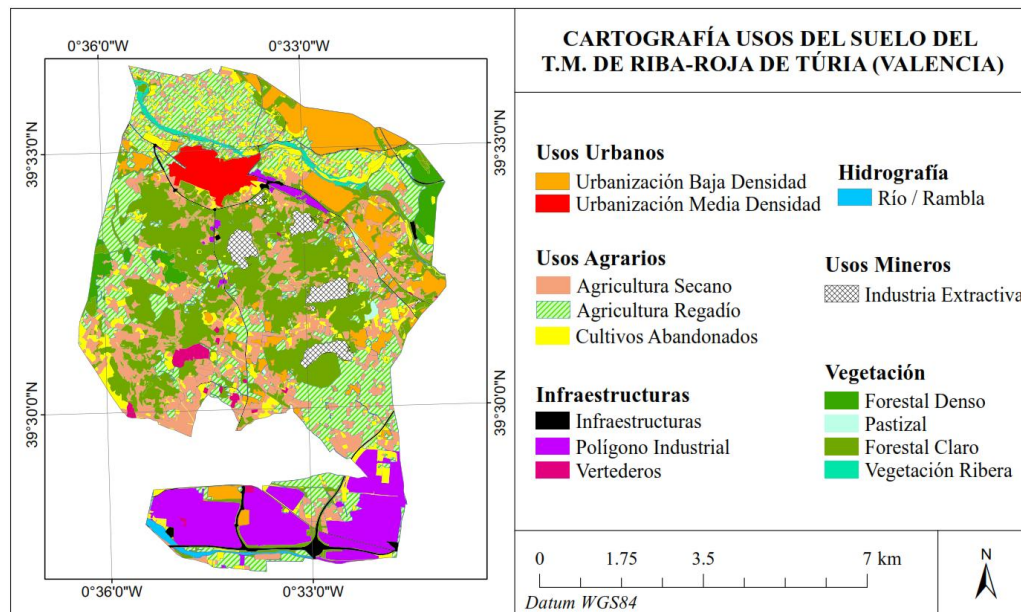 0°36'0"W
0°33'0"W
39°33'0"N
39°33'0"N
39°30'0"N
39°30'0"N
0°36'0"W
0°33'0"W
CARTOGRAFÍA USOS DEL SUELO DEL
T.M. DE RIBA-ROJA DE TÚRIA (VALENCIA)
Usos Urbanos
Urbanización Baja Densidad
Urbanización Media Densidad
Hidrografía
Río / Rambla
Usos Agrarios
Agricultura Secano
Agricultura Regadío
Cultivos Abandonados
Usos Mineros
Industria Extractiva
Infraestructuras
Infraestructuras
Polígono Industrial
Vertederos
Vegetación
Forestal Denso
Pastizal
Forestal Claro
Vegetación Ribera
0 1.75 3.5 7 km
Datum WGS84
N